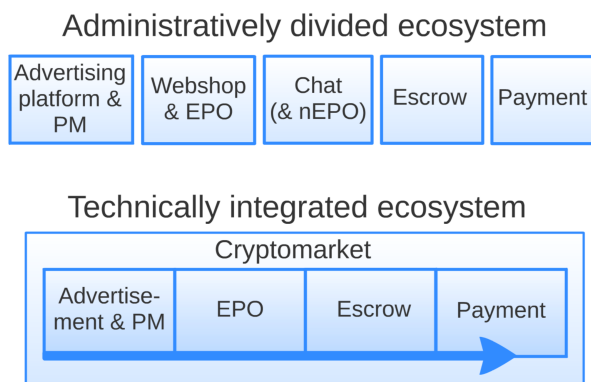 Administratively divided ecosystem
Advertising
platform &
PM
Webshop
& EPO
Chat
(& nEPO)
Escrow
Payment
Technically integrated ecosystem
Cryptomarket
Advertise-
ment & PM
EPO
Escrow
Payment